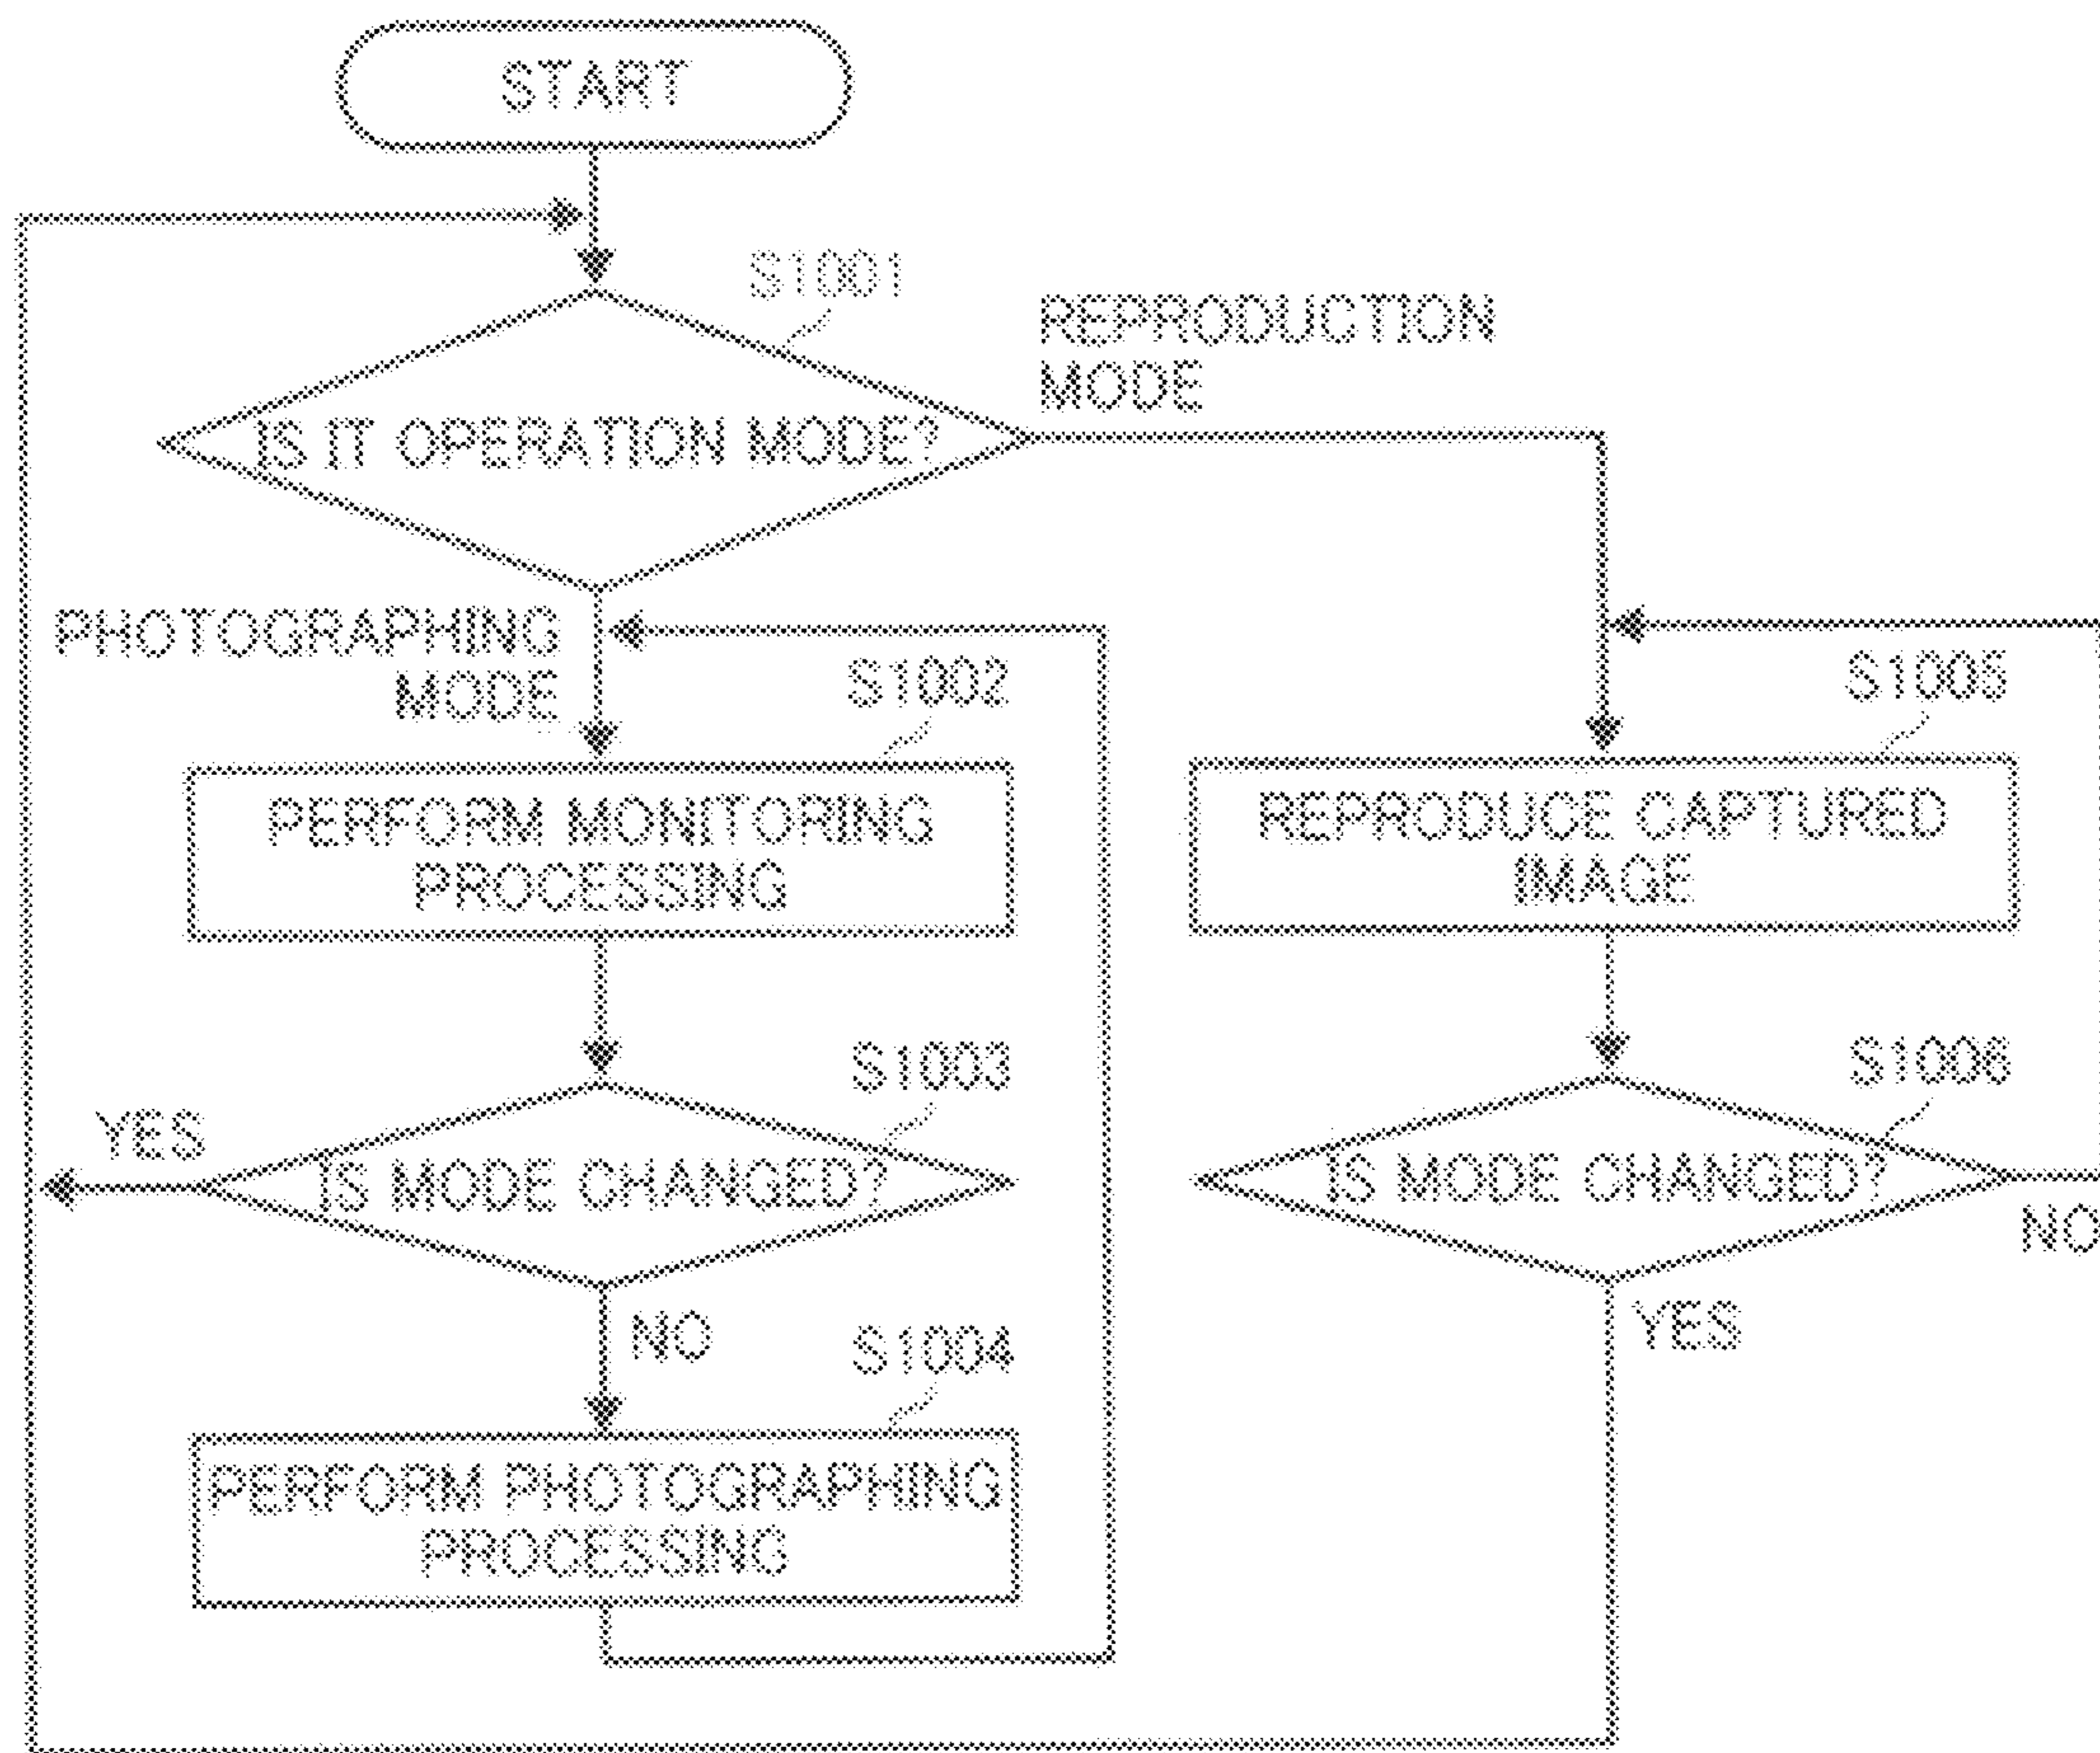 START
S1001
REPRODUCTION
MODE
IS IT OPERATION MODE?
PHOTOGRAPHING
MODE
S1002
S1005
PERFORM MONITORING
PROCESSING
REPRODUCE CAPTURED
IMAGE
S1003
S1006
YES
IS MODE CHANGED?
IS MODE CHANGED?
NO
NO
S1004
YES
PERFORM PHOTOGRAPHING
PROCESSING